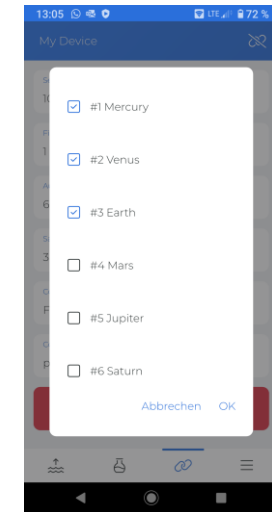 13:05 LTE 72 %
My Device
#1 Mercury
#2 Venus
#3 Earth
#4 Mars
#5 Jupiter
#6 Saturn
Abbrechen OK